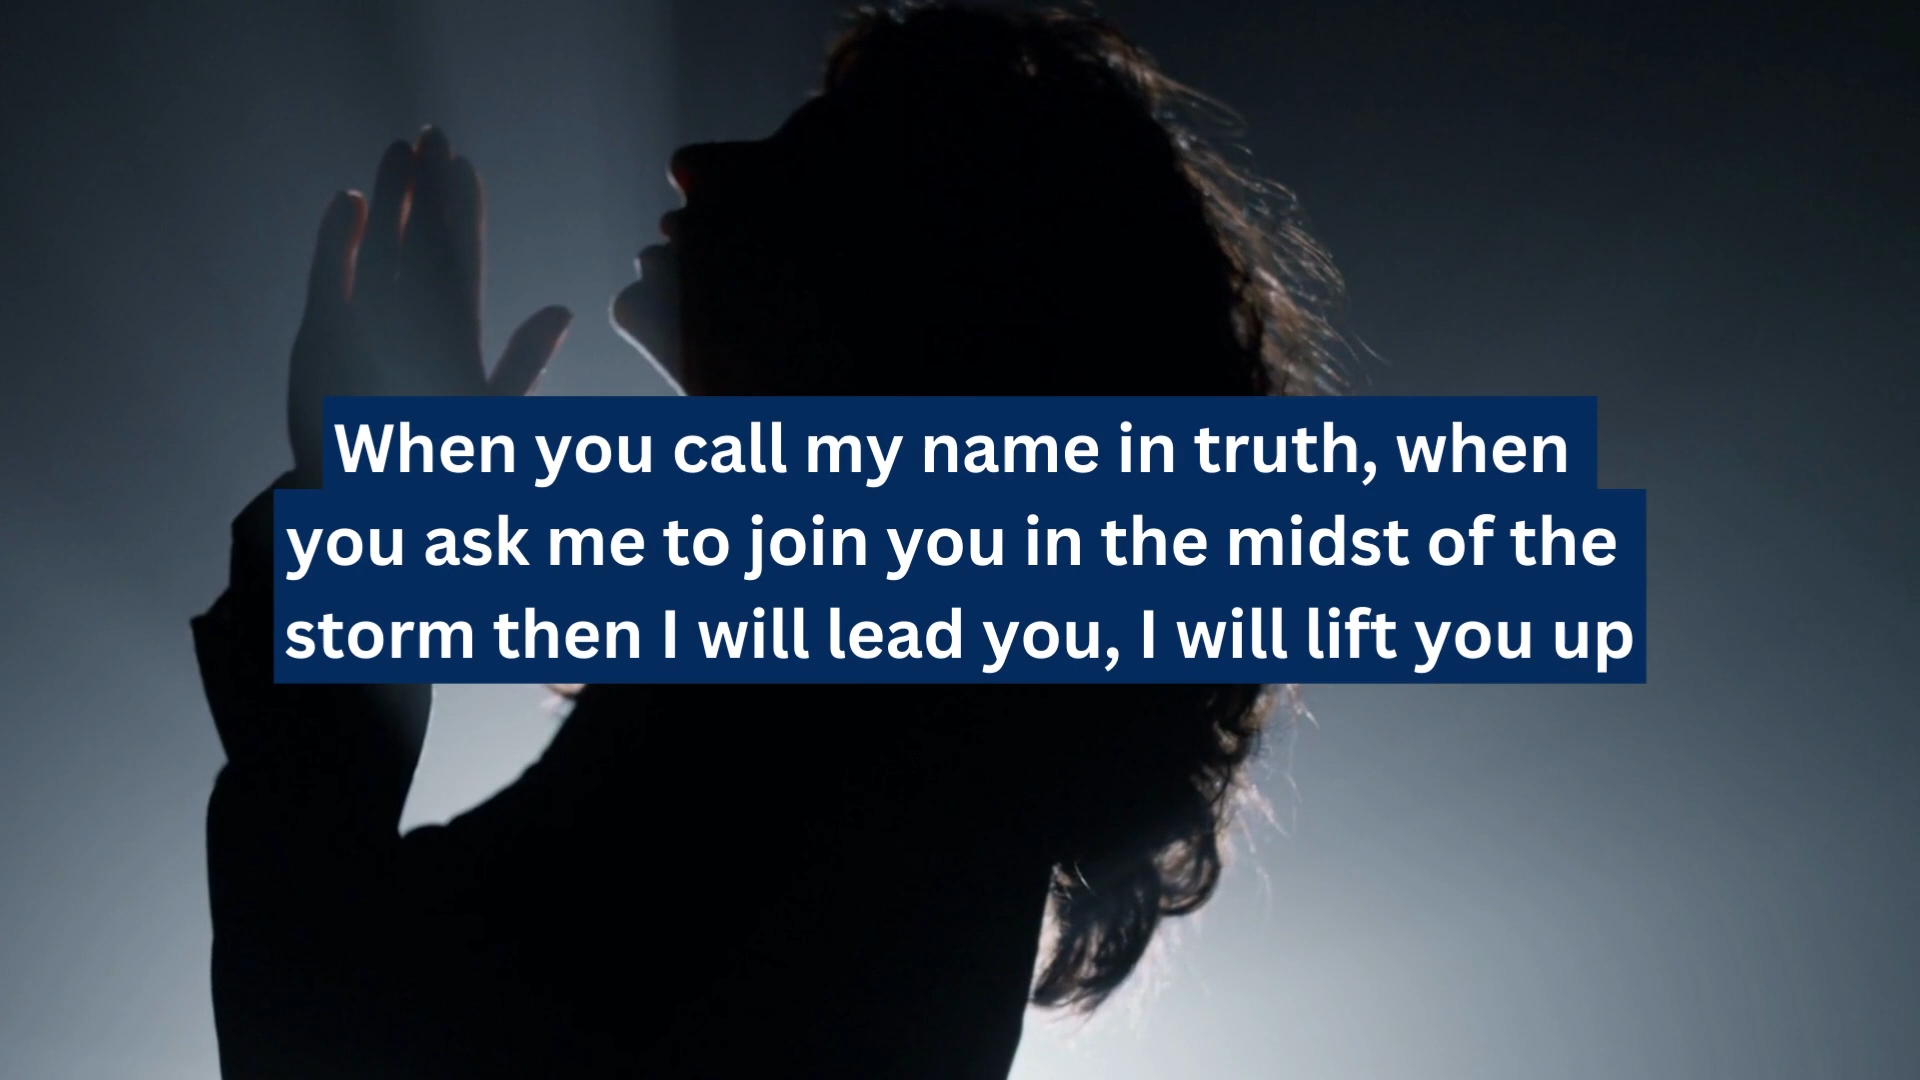 When you call my name in truth, when
you ask me to join you in the midst of the
storm then I will lead you, I will lift you up